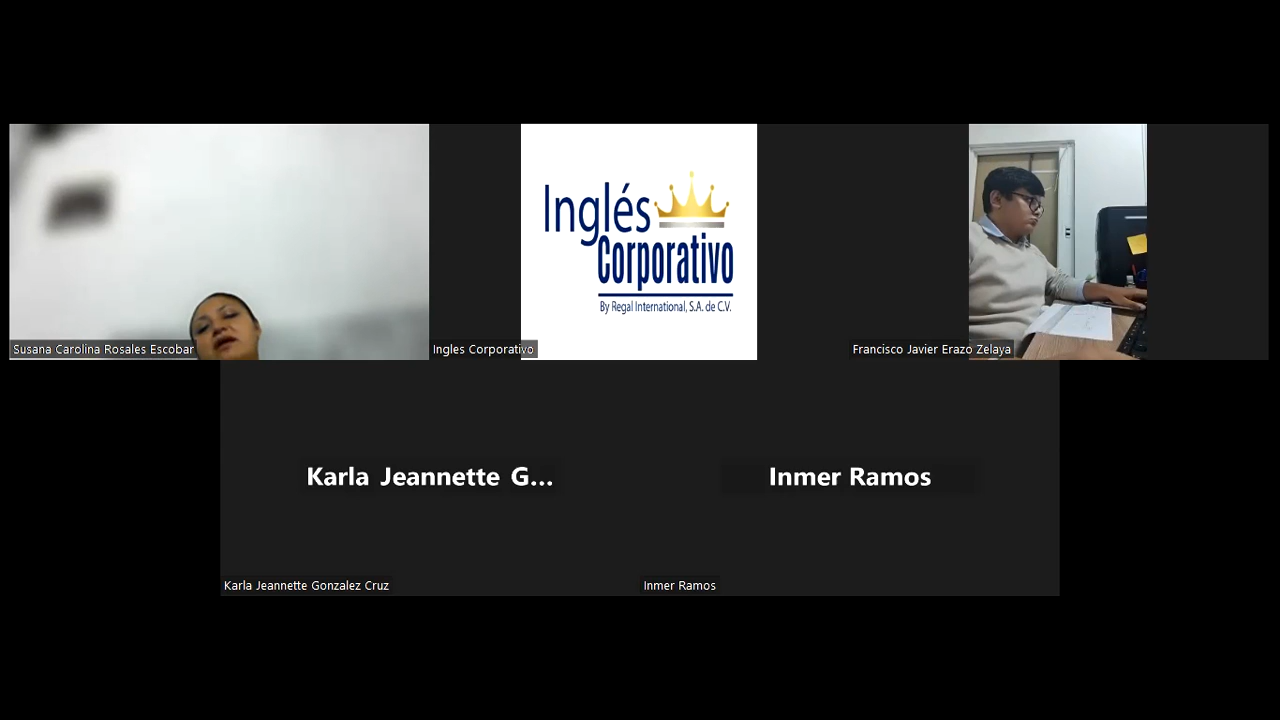 Inglés
Corporativo
By Regal International, S.A. de C.V.
Susana Carolina Rosales Escobar
Ingles Corporativo
Francisco Javier Erazo Zelaya
Karla Jeannette G...
Inmer Ramos
Karla Jeannette Gonzalez Cruz
Inmer Ramos